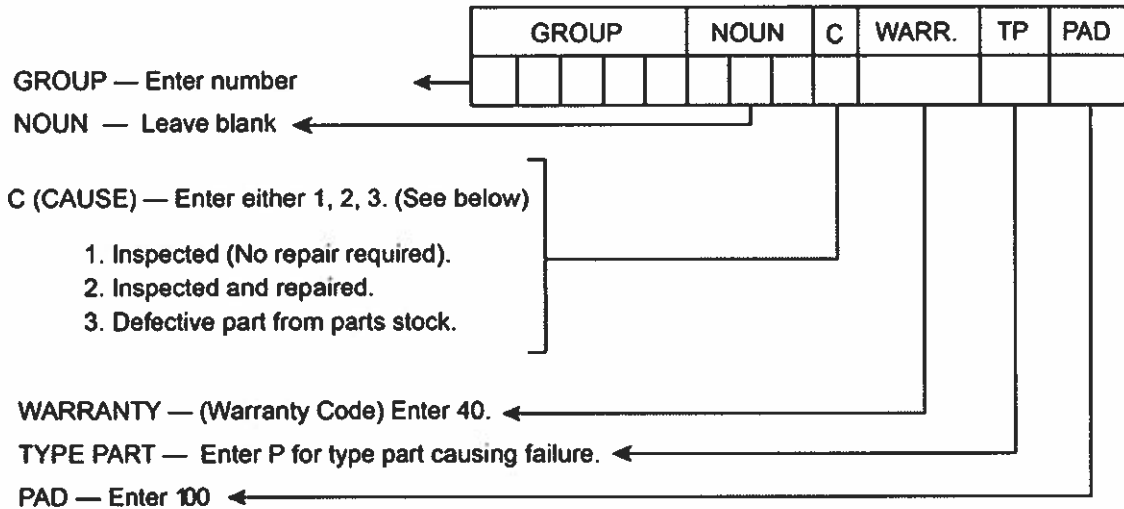 GROUP NOUN C WARR. TP PAD
GROUP — Enter number
NOUN — Leave blank
C (CAUSE) — Enter either 1, 2, 3. (See below)
1. Inspected (No repair required).
2. Inspected and repaired.
3. Defective part from parts stock.
WARRANTY — (Warranty Code) Enter 40.
TYPE PART — Enter P for type part causing failure.
PAD — Enter 100